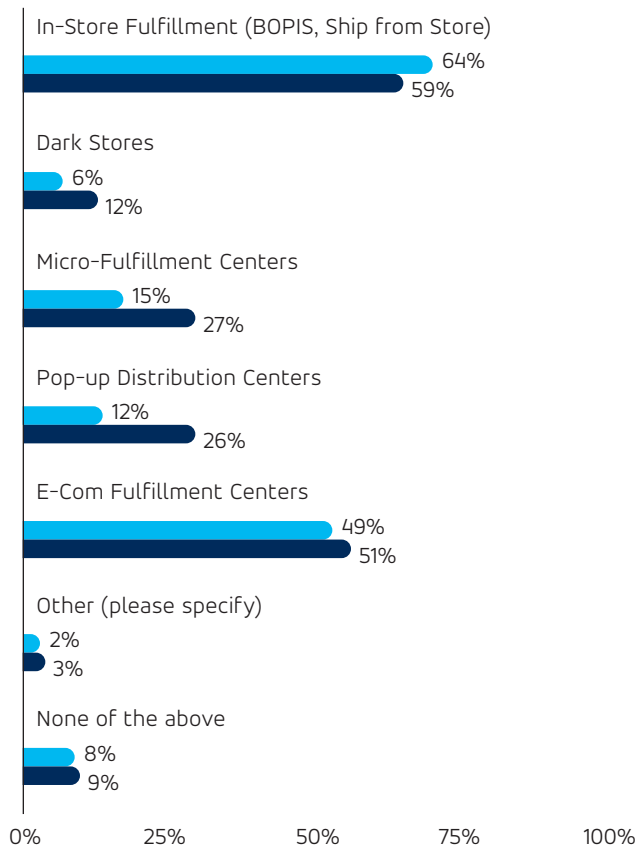 In-Store Fulfillment (BOPIS, Ship from Store)
64%
59%
Dark Stores
6%
12%
Micro-Fulfillment Centers
15%
27%
Pop-up Distribution Centers
12%
26%
E-Com Fulfillment Centers
49%
51%
Other (please specify)
2%
3%
None of the above
8%
9%
0% 25% 50% 75% 100%